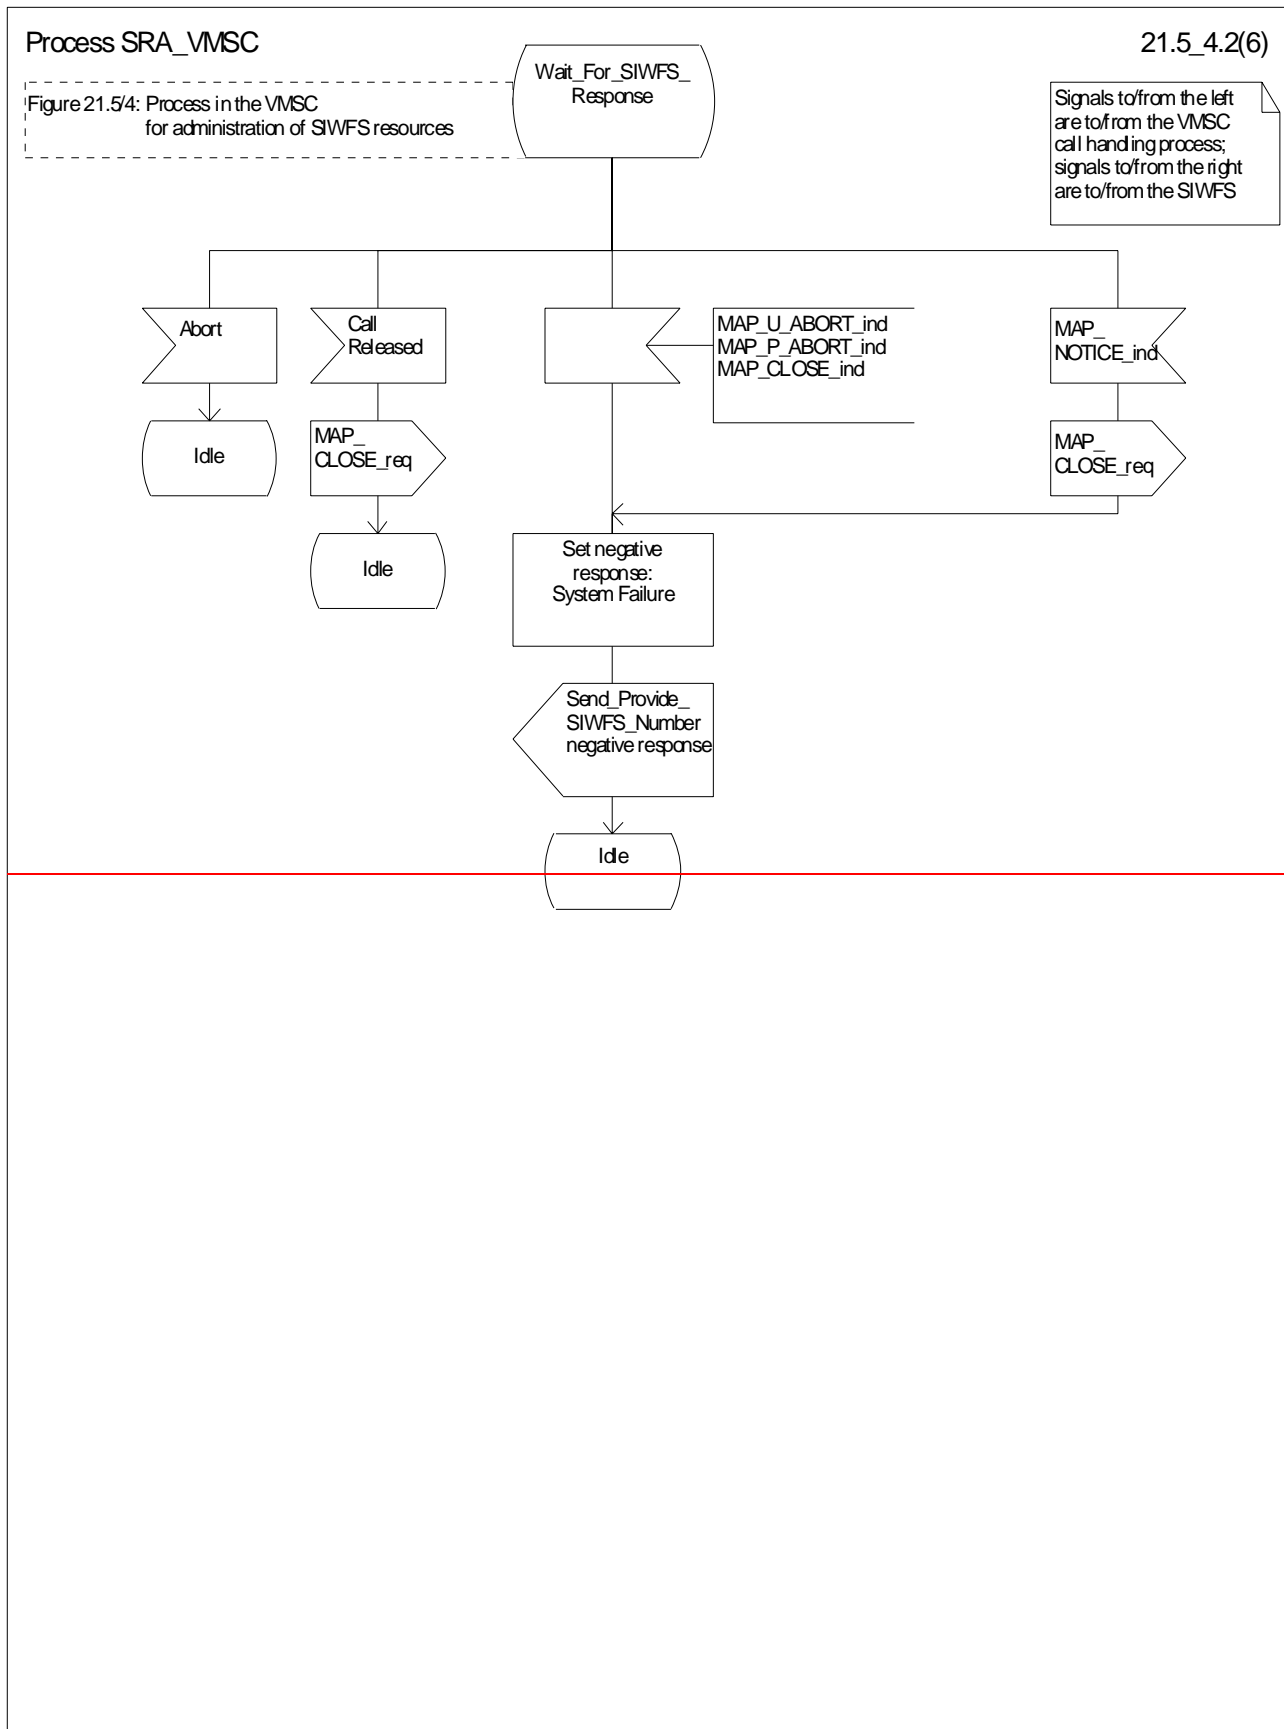 Process SRA_VMSC
21.5_4.2(6)
Wait_For_SIWFS_
Response
Figure 21.5/4: Process in the VMSC
for administration of SIWFS resources
Signals to/from the left
are to/from the VMSC
call handling process;
signals to/from the right
are to/from the SIWFS
Abort
Call
Released
MAP_U_ABORT_ind
MAP_P_ABORT_ind
MAP_CLOSE_ind
MAP_
NOTICE_ind
Idle
MAP_
CLOSE_req
MAP_
CLOSE_req
Idle
Set negative
response:
System Failure
Send_Provide_
SIWFS_Number
negative response
Idle